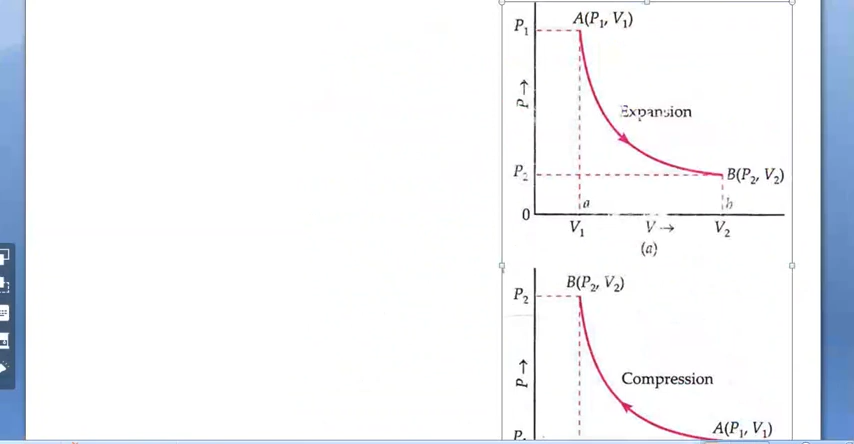 A(P₁, V₁)
P₁
P →
Expansion
P₂
B(P₂, V₂)
a
b
0
V₁
V →
V₂
(a)
B(P₂, V₂)
P₂
P →
Compression
A(P₁, V₁)